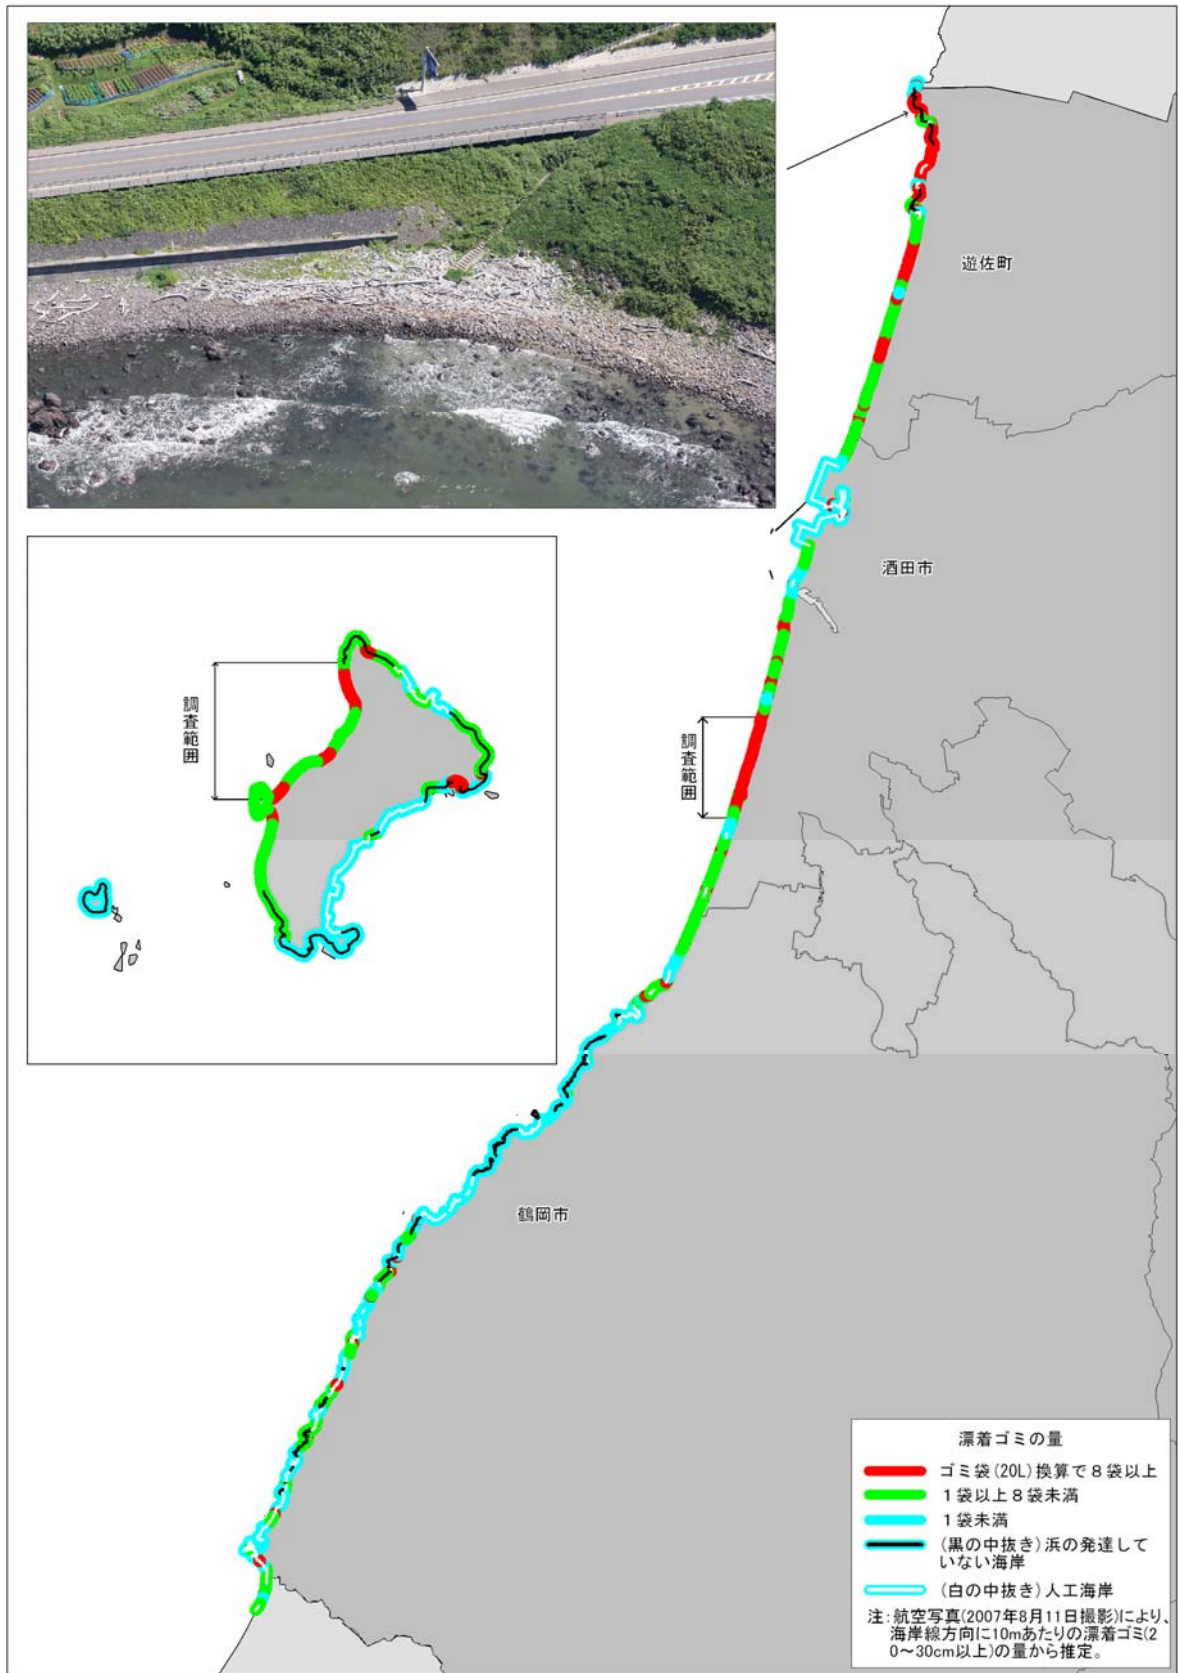 遊佐町
酒田市
調査範囲
調査範囲
鶴岡市
漂着ゴミの量
ゴミ袋(20L)換算で８袋以上
１袋以上８袋未満
１袋未満
(黒の中抜き)浜の発達して
いない海岸
(白の中抜き)人工海岸
注:航空写真(2007年8月11日撮影)により、
海岸線方向に10mあたりの漂着ゴミ(2
0～30cm以上)の量から推定。